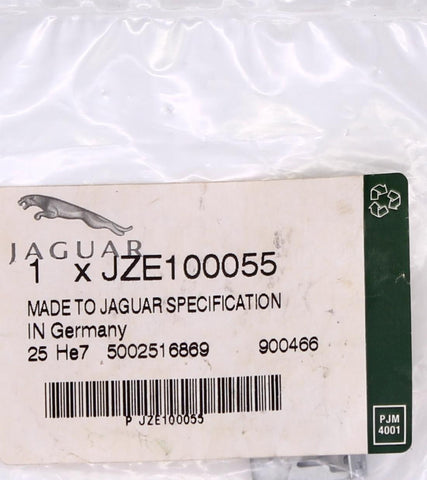 JAGUAR
1 x JZE100055
MADE TO JAGUAR SPECIFICATION
IN Germany
25 He7 5002516869 900466
P JZE100055
PJM
4001